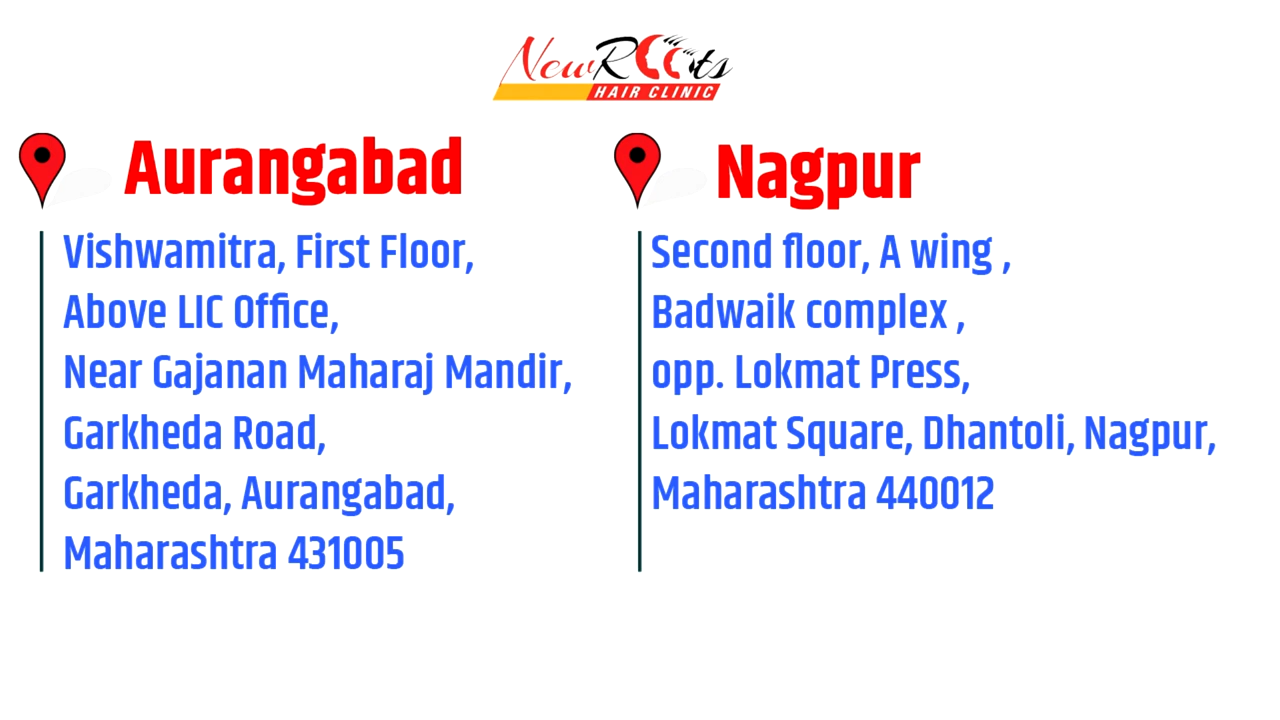 NewRoots
HAIR CLINIC
Aurangabad
Vishwamitra, First Floor,
Above LIC Office,
Near Gajanan Maharaj Mandir,
Garkheda Road,
Garkheda, Aurangabad,
Maharashtra 431005
Nagpur
Second floor, A wing ,
Badwaik complex ,
opp. Lokmat Press,
Lokmat Square, Dhantoli, Nagpur,
Maharashtra 440012